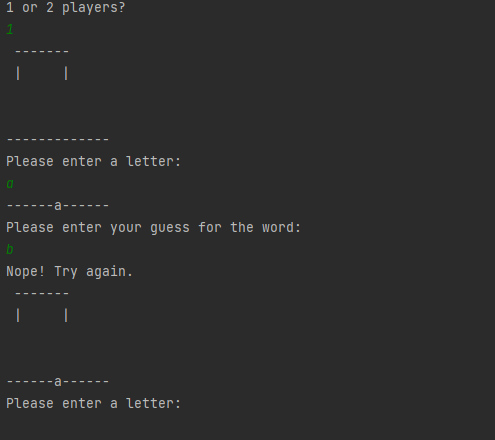 1 or 2 players?
1
 -------
 |     |
-------------
Please enter a letter:
a
------a------
Please enter your guess for the word:
b
Nope! Try again.
 -------
 |     |
------a------
Please enter a letter: